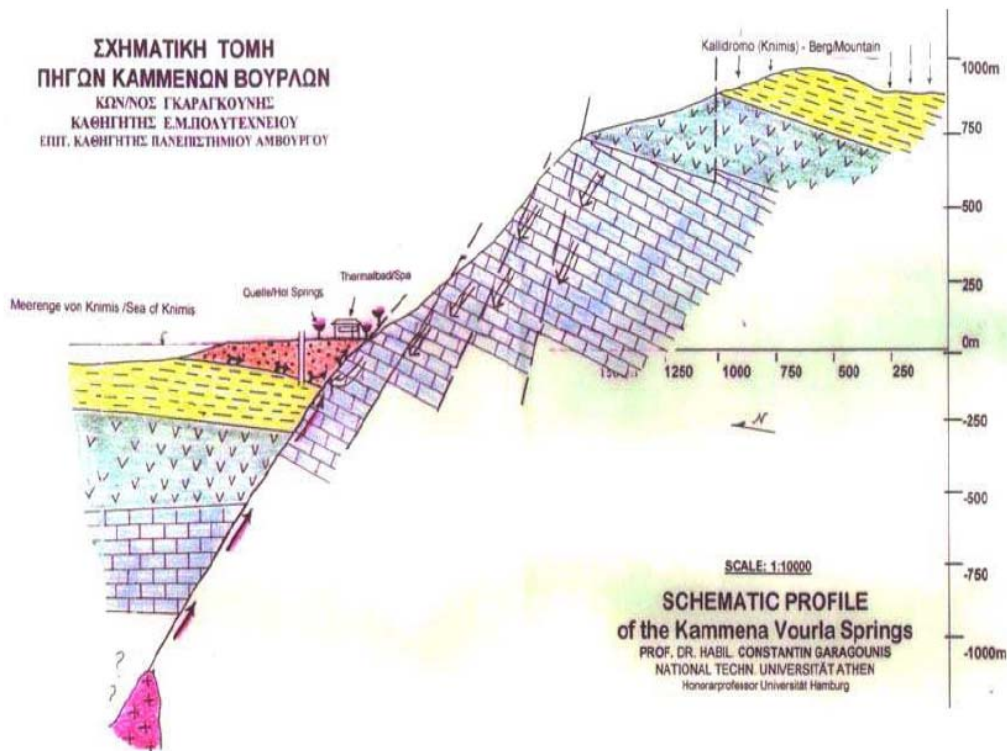 ΣΧΗΜΑΤΙΚΗ ΤΟΜΗ
ΠΗΓΩΝ ΚΑΜΜΕΝΩΝ ΒΟΥΡΛΩΝ
ΚΩΝ/ΝΟΣ ΓΚΑΡΑΓΚΟΥΝΗΣ
ΚΑΘΗΓΗΤΗΣ Ε.Μ.ΠΟΛΥΤΕΧΝΕΙΟΥ
ΕΠΙΤ. ΚΑΘΗΓΗΤΗΣ ΠΑΝΕΠΙΣΤΗΜΙΟΥ ΑΜΒΟΥΡΓΟΥ
Kallidromo (Knimis) - Berg/Mountain
1000m
750
500
250
0m
-250
-500
-750
-1000m
Thermalbad/Spa
Quelle/Hot Springs
Meerenge von Knimis /Sea of Knimis
1250 1000 750 500 250
N
? 
?
SCALE: 1:10000
SCHEMATIC PROFILE
of the Kammena Vourla Springs
PROF. DR. HABIL. CONSTANTIN GARAGOUNIS
NATIONAL TECHN. UNIVERSITÄT ATHEN
Honorarprofessor Universität Hamburg